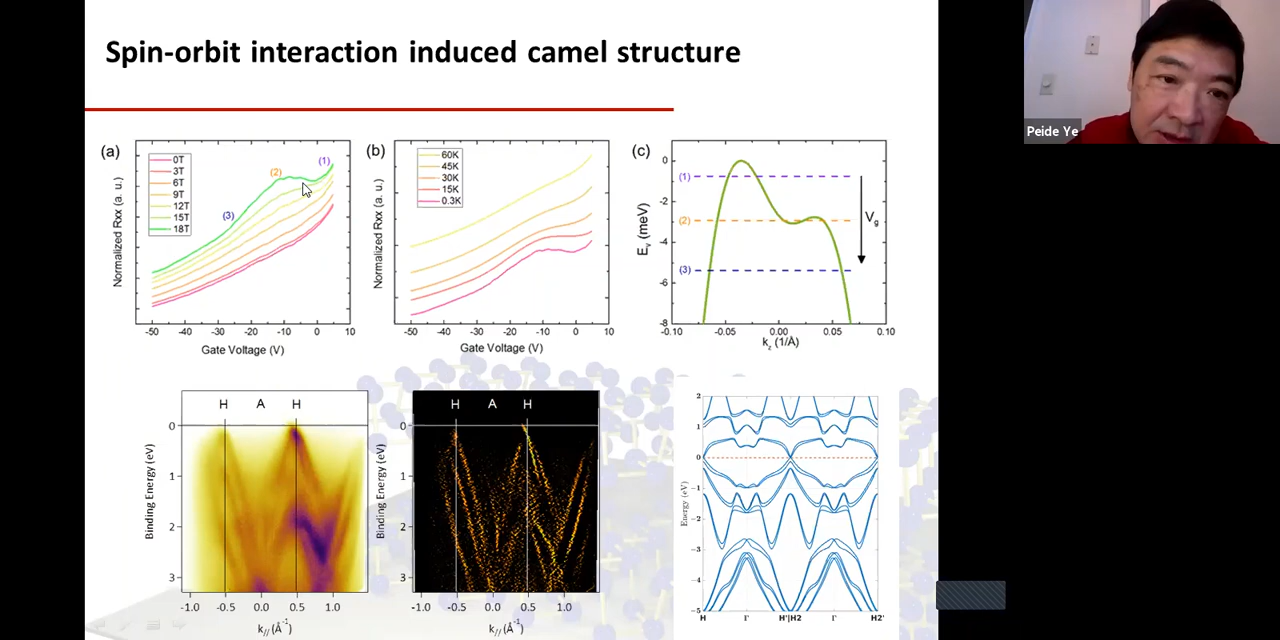 Spin-orbit interaction induced camel structure
Peide Ye
(a)
Normalized Rxx (a. u.)
0T
3T
6T
9T
12T
15T
18T
(1)
(2)
(3)
-50 -40 -30 -20 -10 0 10
Gate Voltage (V)
(b)
Normalized Rxx (a. u.)
60K
45K
30K
15K
0.3K
-50 -40 -30 -20 -10 0 10
Gate Voltage (V)
(c)
Ev (meV)
0
-2
-4
-6
-8
(1)
(2)
(3)
Vg
-0.10 -0.05 0.00 0.05 0.10
kz (1/Å)
H A H
Binding Energy (eV)
0
1
2
3
-1.0 -0.5 0.0 0.5 1.0
k// (Å-1)
H A H
Binding Energy (eV)
0
1
2
3
-1.0 -0.5 0.0 0.5 1.0
k// (Å-1)
Energy (eV)
2
1
0
-1
-2
-3
-4
-5
H Γ H'|H2 Γ H2'